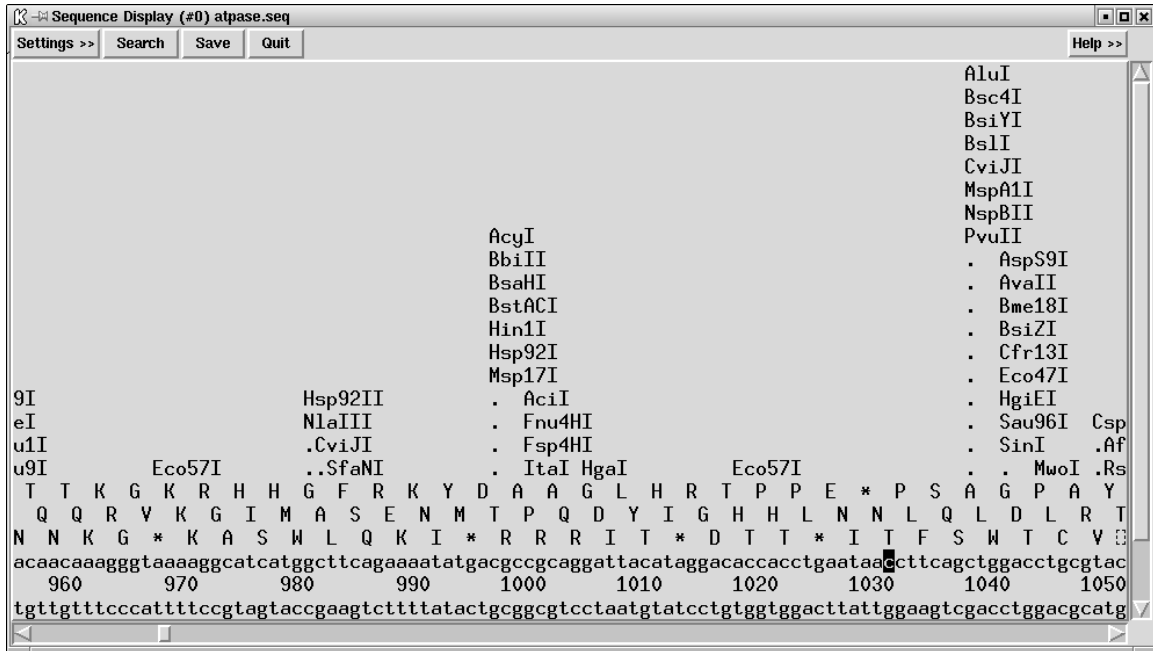 Sequence Display (#0) atpase.seq
Settings >> Search Save Quit Help >>
AluI
Bsc4I
BsiYI
BslI
CviJI
MspA1I
NspBII
AcyI PvuII
BbiII . AspS9I
BsaHI . AvaII
BstACI . Bme18I
Hin1I . BsiZI
Hsp92I . Cfr13I
Msp17I . Eco47I
9I Hsp92II . AciI . HgiEI
eI NlaIII . Fnu4HI . Sau96I Csp
u1I .CviJI . Fsp4HI . SinI .Af
u9I Eco57I ..SfaNI . ItaI HgaI Eco57I . . MwoI .Rs
T T K G K R H H G F R K Y D A A G L H R T P P E * P S A G P A Y
Q Q R V K G I M A S E N M T P Q D Y I G H H L N N L Q L D L R T
N N K G * K A S W L Q K I * R R R I T * D T T * I T F S W T C V
acaacaaagggtaaaaggcatcatggcttcagaaaatatgacgccgcaggattacataggacaccacctgaataaccttcagctggacctgcgtac
960 970 980 990 1000 1010 1020 1030 1040 1050
tgttgtttcccattttccgtagtaccgaagtcttttatactgcggcgtcctaatgtatcctgtggtggacttattggaagtcgacctggacgcatg